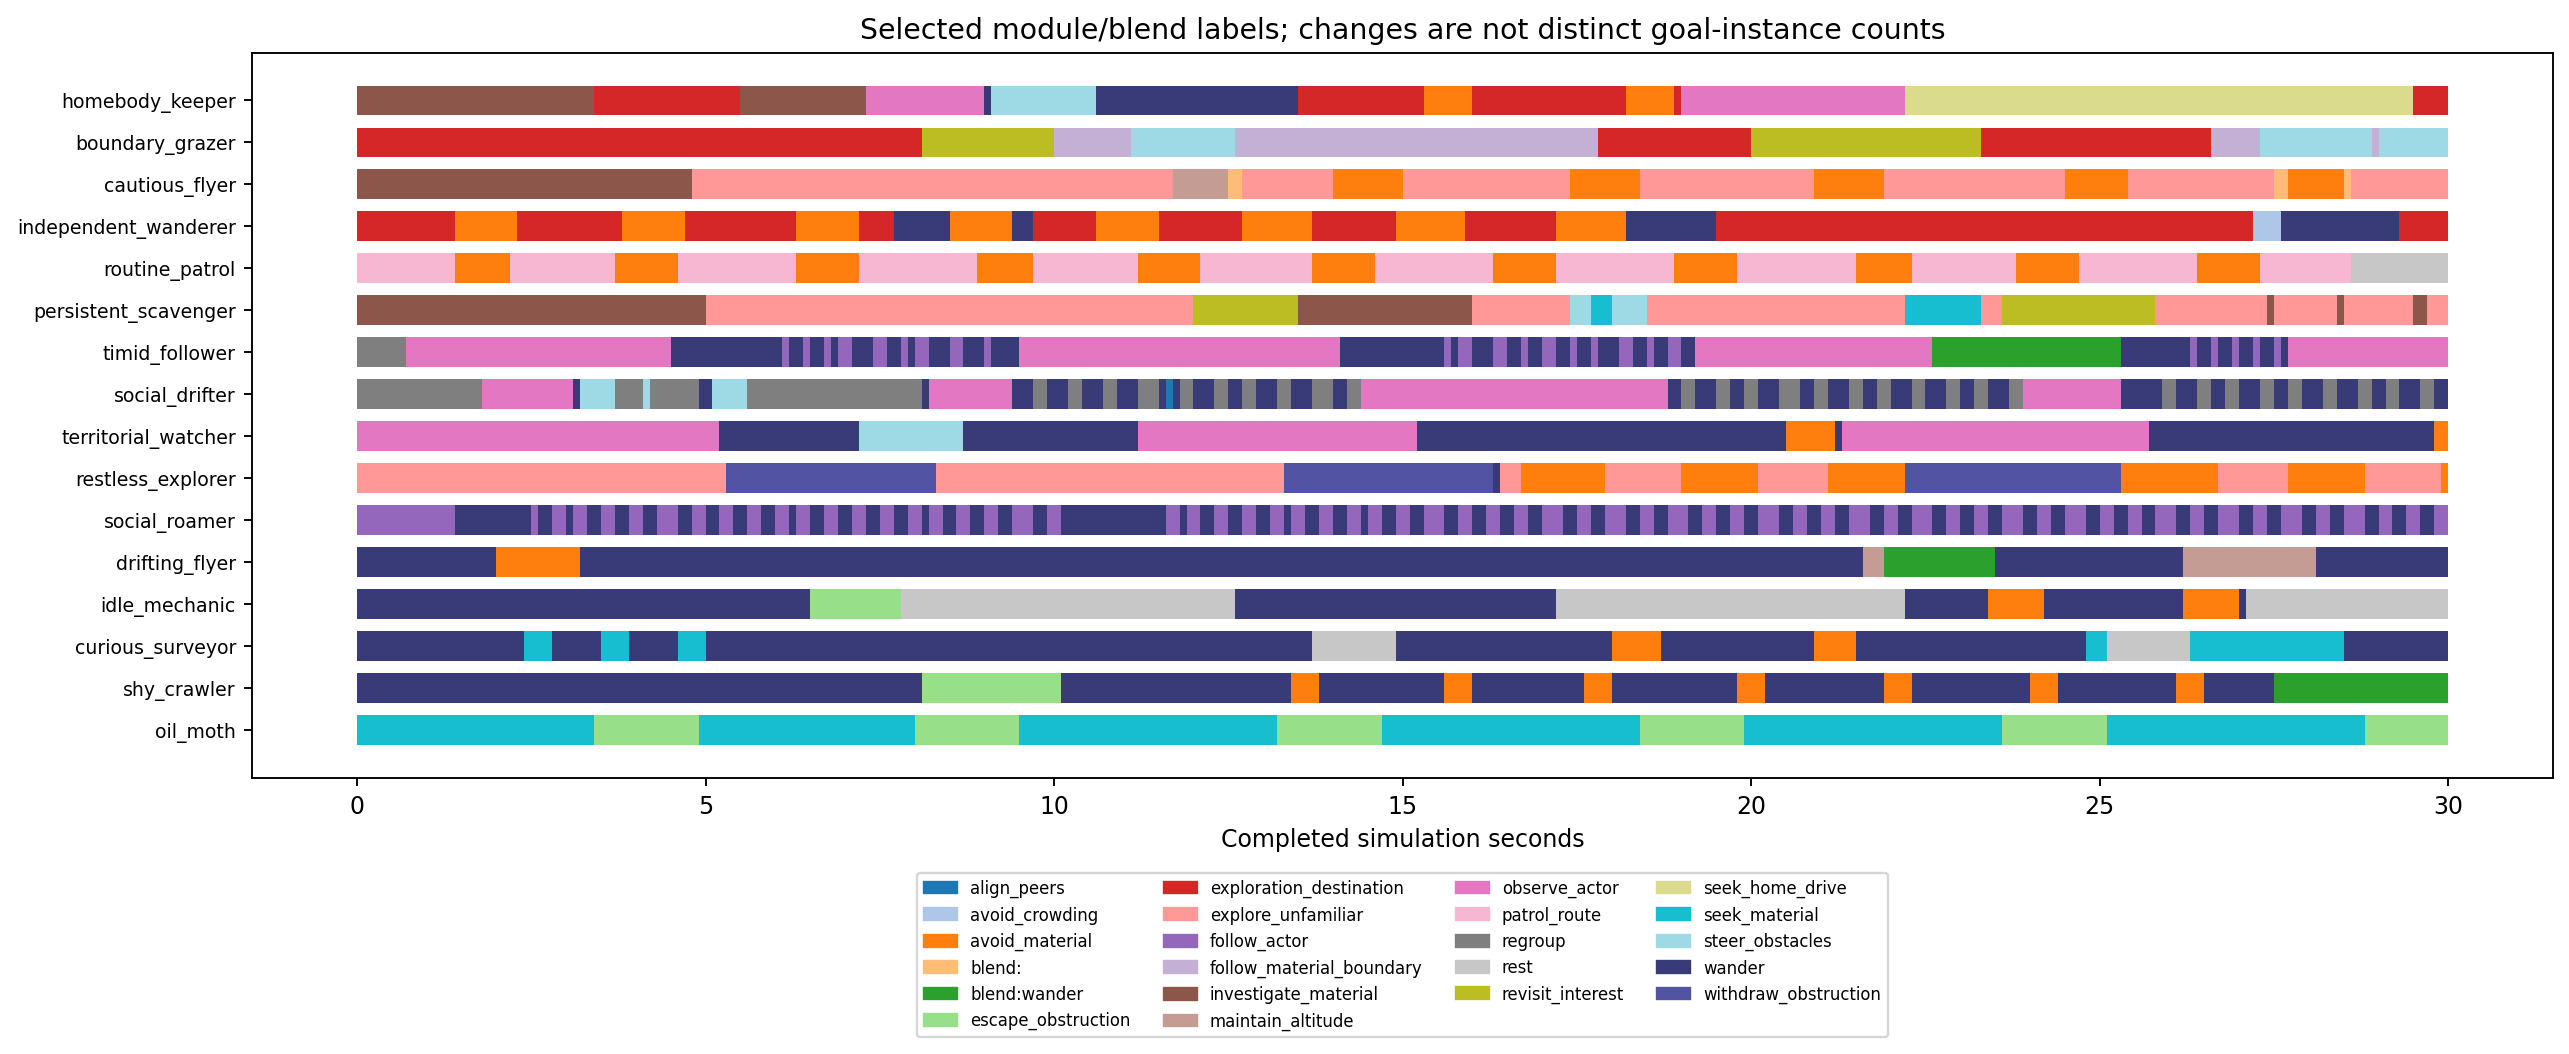 Selected module/blend labels; changes are not distinct goal-instance counts
homebody_keeper
boundary_grazer
cautious_flyer
independent_wanderer
routine_patrol
persistent_scavenger
timid_follower
social_drifter
territorial_watcher
restless_explorer
social_roamer
drifting_flyer
idle_mechanic
curious_surveyor
shy_crawler
oil_moth
0 5 10 15 20 25 30
Completed simulation seconds
align_peers
avoid_crowding
avoid_material
blend:
blend:wander
escape_obstruction
exploration_destination
explore_unfamiliar
follow_actor
follow_material_boundary
investigate_material
maintain_altitude
observe_actor
patrol_route
regroup
rest
revisit_interest
seek_home_drive
seek_material
steer_obstacles
wander
withdraw_obstruction